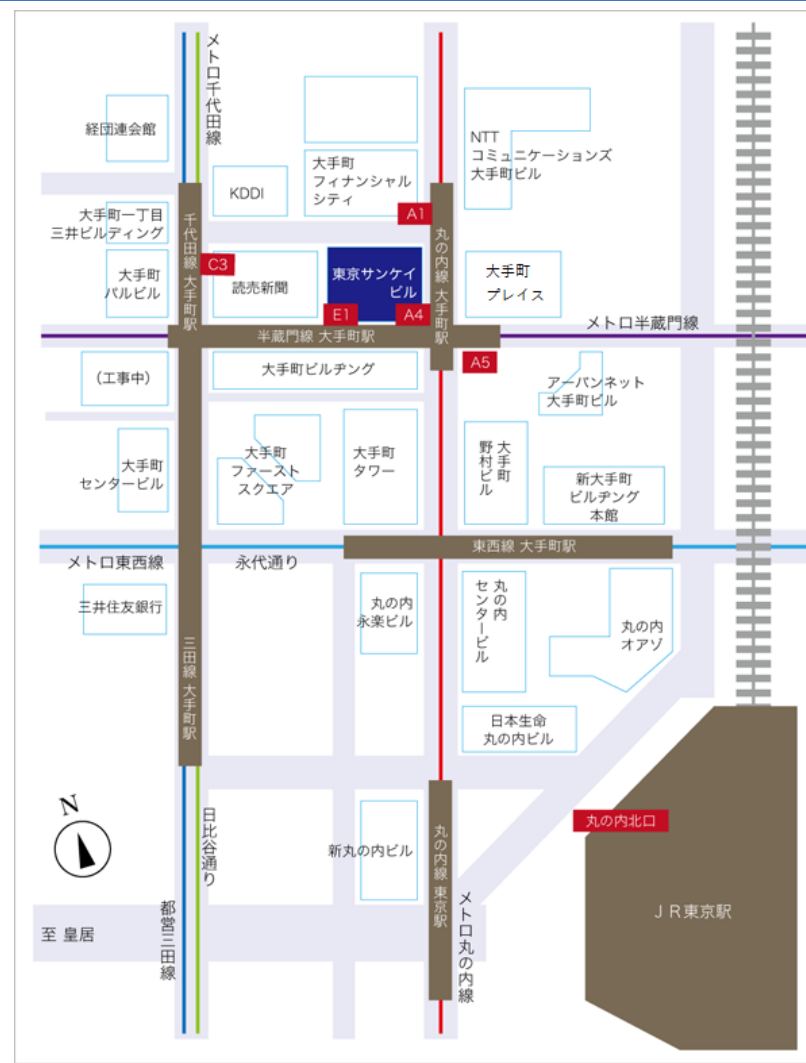 メトロ千代田線
経団連会館
NTT
コミュニケーションズ
大手町ビル
大手町
フィナンシャル
シティ
KDDI
A1
大手町一丁目
三井ビルディング
千代田線 大手町駅
丸の内線 大手町駅
C3
東京サンケイ
ビル
大手町
プレイス
大手町
パルビル
読売新聞
E1
A4
メトロ半蔵門線
半蔵門線 大手町駅
A5
(工事中)
大手町ビルヂング
アーバンネット
大手町ビル
大手町
センタービル
大手町
ファースト
スクエア
大手町
タワー
大手町
野村ビル
新大手町
ビルヂング
本館
東西線 大手町駅
メトロ東西線
永代通り
三井住友銀行
丸の内
永楽ビル
丸の内
センタービル
丸の内
オアゾ
三田線 大手町駅
日本生命
丸の内ビル
N
日比谷通り
新丸の内ビル
丸の内線 東京駅
丸の内北口
JR東京駅
至 皇居
都営三田線
メトロ丸の内線